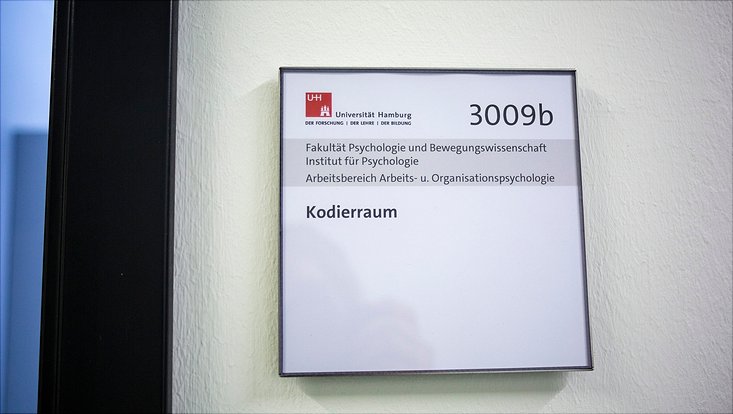 UH
Universität Hamburg
DER FORSCHUNG | DER LEHRE | DER BILDUNG
3009b
Fakultät Psychologie und Bewegungswissenschaft
Institut für Psychologie
Arbeitsbereich Arbeits- u. Organisationspsychologie
Kodierraum